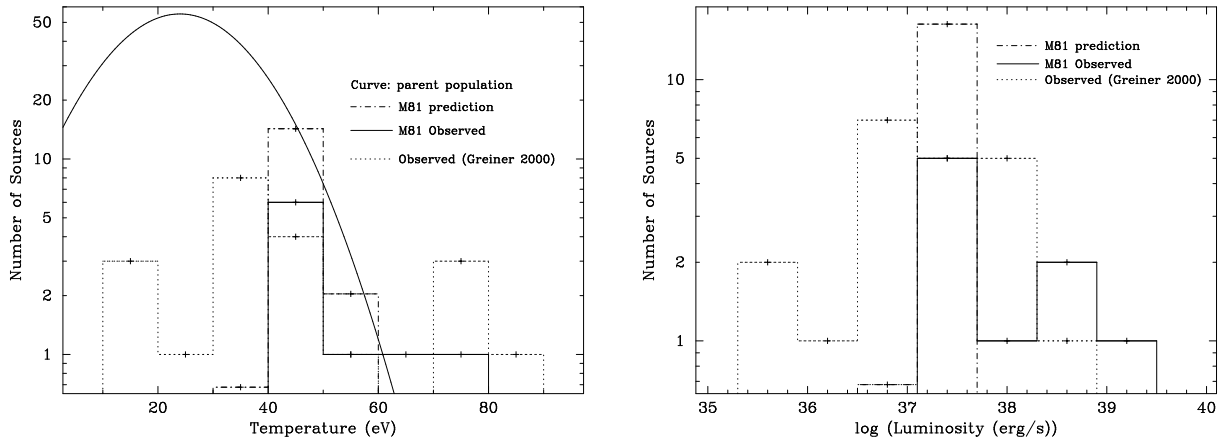 50
20
10
5
2
1
Number of Sources
Curve: parent population
M81 prediction
M81 Observed
Observed (Greiner 2000)
20
40
60
80
Temperature (eV)
10
5
2
1
Number of Sources
M81 prediction
M81 Observed
Observed (Greiner 2000)
35
36
37
38
39
40
log (Luminosity (erg/s))